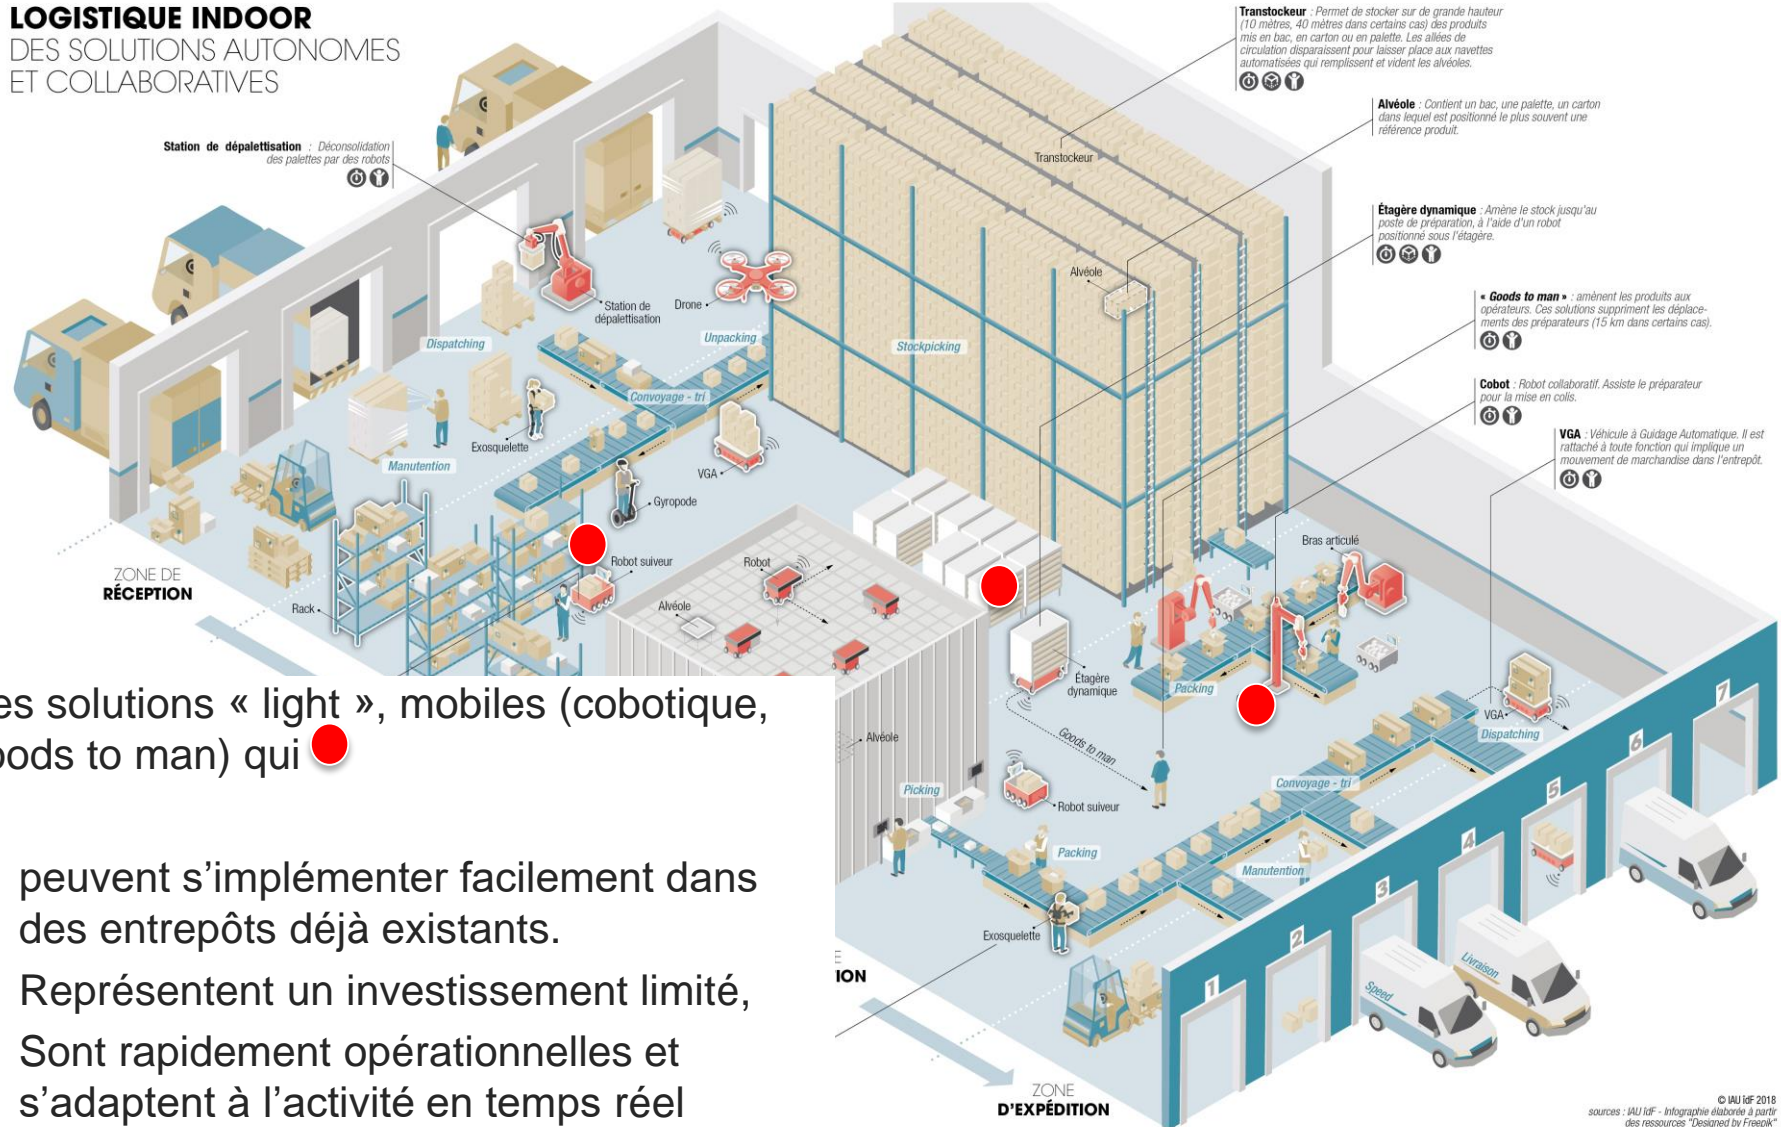 LOGISTIQUE INDOOR
DES SOLUTIONS AUTONOMES
ET COLLABORATIVES
Station de dépalettisation : Déconsolidation
des palettes par des robots
Transtockeur : Permet de stocker sur de grande hauteur
(10 mètres, 40 mètres dans certains cas) des produits
mis en bac, en carton ou en palette. Les allées de
circulation disparaissent pour laisser place aux navettes
automatisées qui remplissent et vident les alvéoles.
Alvéole : Contient un bac, une palette, un carton
dans lequel est positionné le plus souvent une
référence produit.
Étagère dynamique : Amène le stock jusqu'au
poste de préparation, à l'aide d'un robot
positionné sous l'étagère.
« Goods to man » : amènent les produits aux
opérateurs. Ces solutions suppriment les déplace-
ments des préparateurs (15 km dans certains cas).
Cobot : Robot collaboratif. Assiste le préparateur
pour la mise en colis.
VGA : Véhicule à Guidage Automatique. Il est
rattaché à toute fonction qui implique un
mouvement de marchandise dans l'entrepôt.
Transtockeur
Alvéole
Station de
dépalettisation
Drone
Dispatching
Unpacking
Stockpicking
Convoyage - tri
Exosquelette
VGA
Manutention
Gyropode
Robot suiveur
Robot
Bras articulé
ZONE DE
RÉCEPTION
Rack
Alvéole
Étagère
dynamique
Packing
VGA
Dispatching
Goods to man
Alvéole
Picking
Robot suiveur
Convoyage - tri
Packing
Manutention
Exosquelette
1
2
3
4
5
6
7
Speed
Livraison
es solutions « light », mobiles (cobotique,
oods to man) qui
peuvent s’implémenter facilement dans
des entrepôts déjà existants.
Représentent un investissement limité,
Sont rapidement opérationnelles et
s’adaptent à l’activité en temps réel
E
ION
ZONE
D'EXPÉDITION
© IAU îdF 2018
sources : IAU îdF - Infographie élaborée à partir
des ressources "Designed by Freepik"